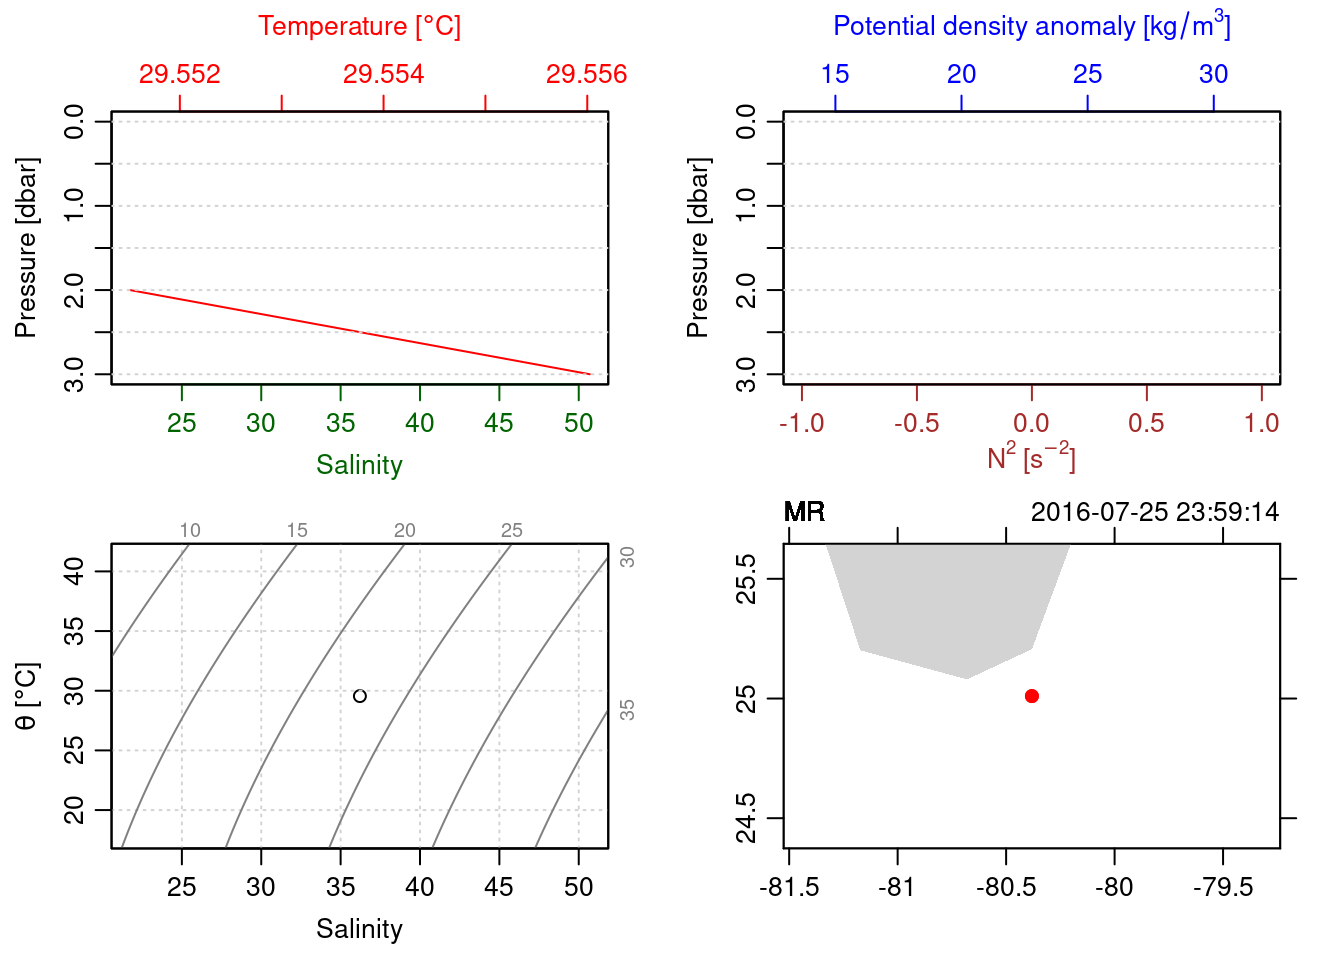 Temperature [°C]
29.552 29.554 29.556
Pressure [dbar]
0.0
1.0
2.0
3.0
25 30 35 40 45 50
Salinity
Potential density anomaly [kg/m³]
15 20 25 30
Pressure [dbar]
0.0
1.0
2.0
3.0
-1.0 -0.5 0.0 0.5 1.0
N² [s⁻²]
10 15 20 25
30
35
θ [°C]
40
35
30
25
20
25 30 35 40 45 50
Salinity
MR 2016-07-25 23:59:14
25.5
25
24.5
-81.5 -81 -80.5 -80 -79.5